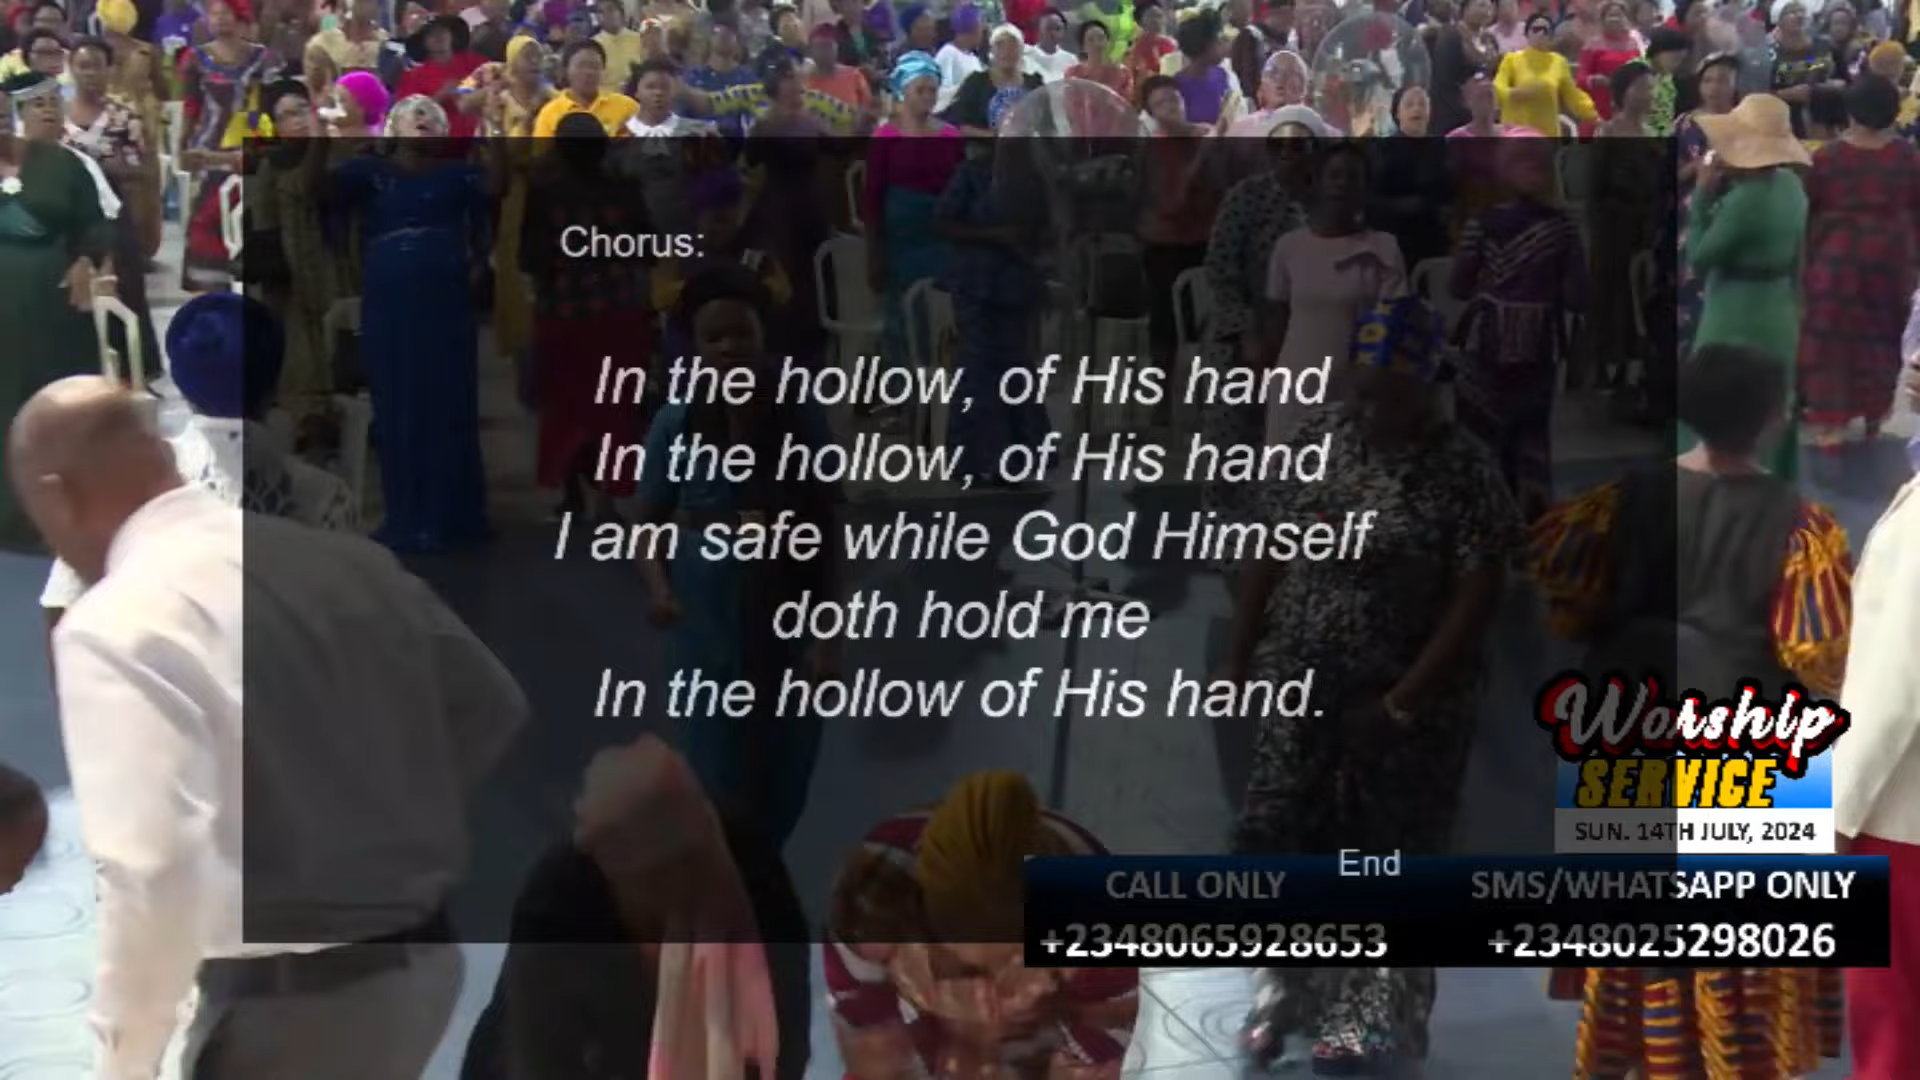 Chorus:
In the hollow, of His hand
In the hollow, of His hand
I am safe while God Himself
doth hold me
In the hollow of His hand.
Worship
SERVICE
SUN. 14TH JULY, 2024
End
CALL ONLY
SMS/WHATSAPP ONLY
+2348065928653
+2348025298026